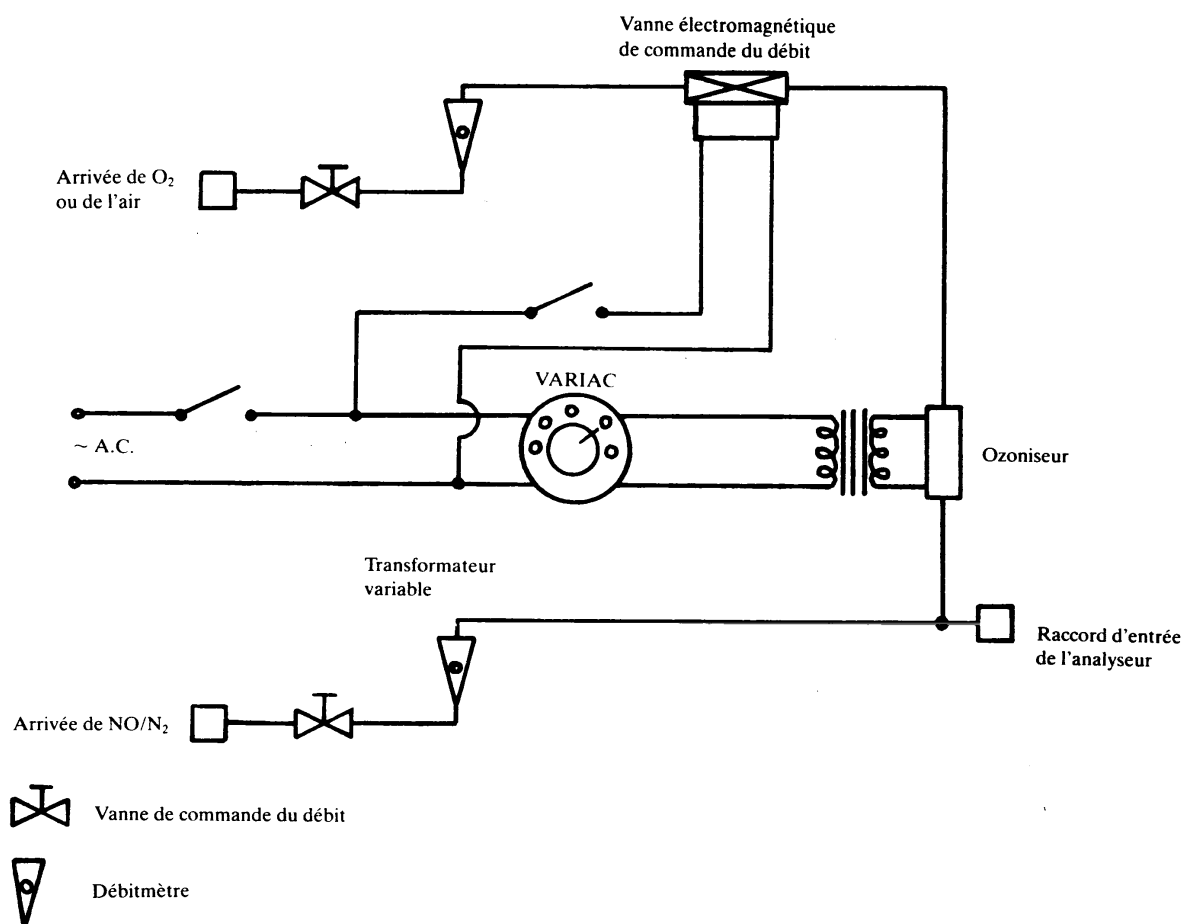 Vanne électromagnétique
de commande du débit
Arrivée de O₂
ou de l'air
VARIAC
~ A.C.
Ozoniseur
Transformateur
variable
Raccord d'entrée
de l'analyseur
Arrivée de NO/N₂
Vanne de commande du débit
Débitmètre